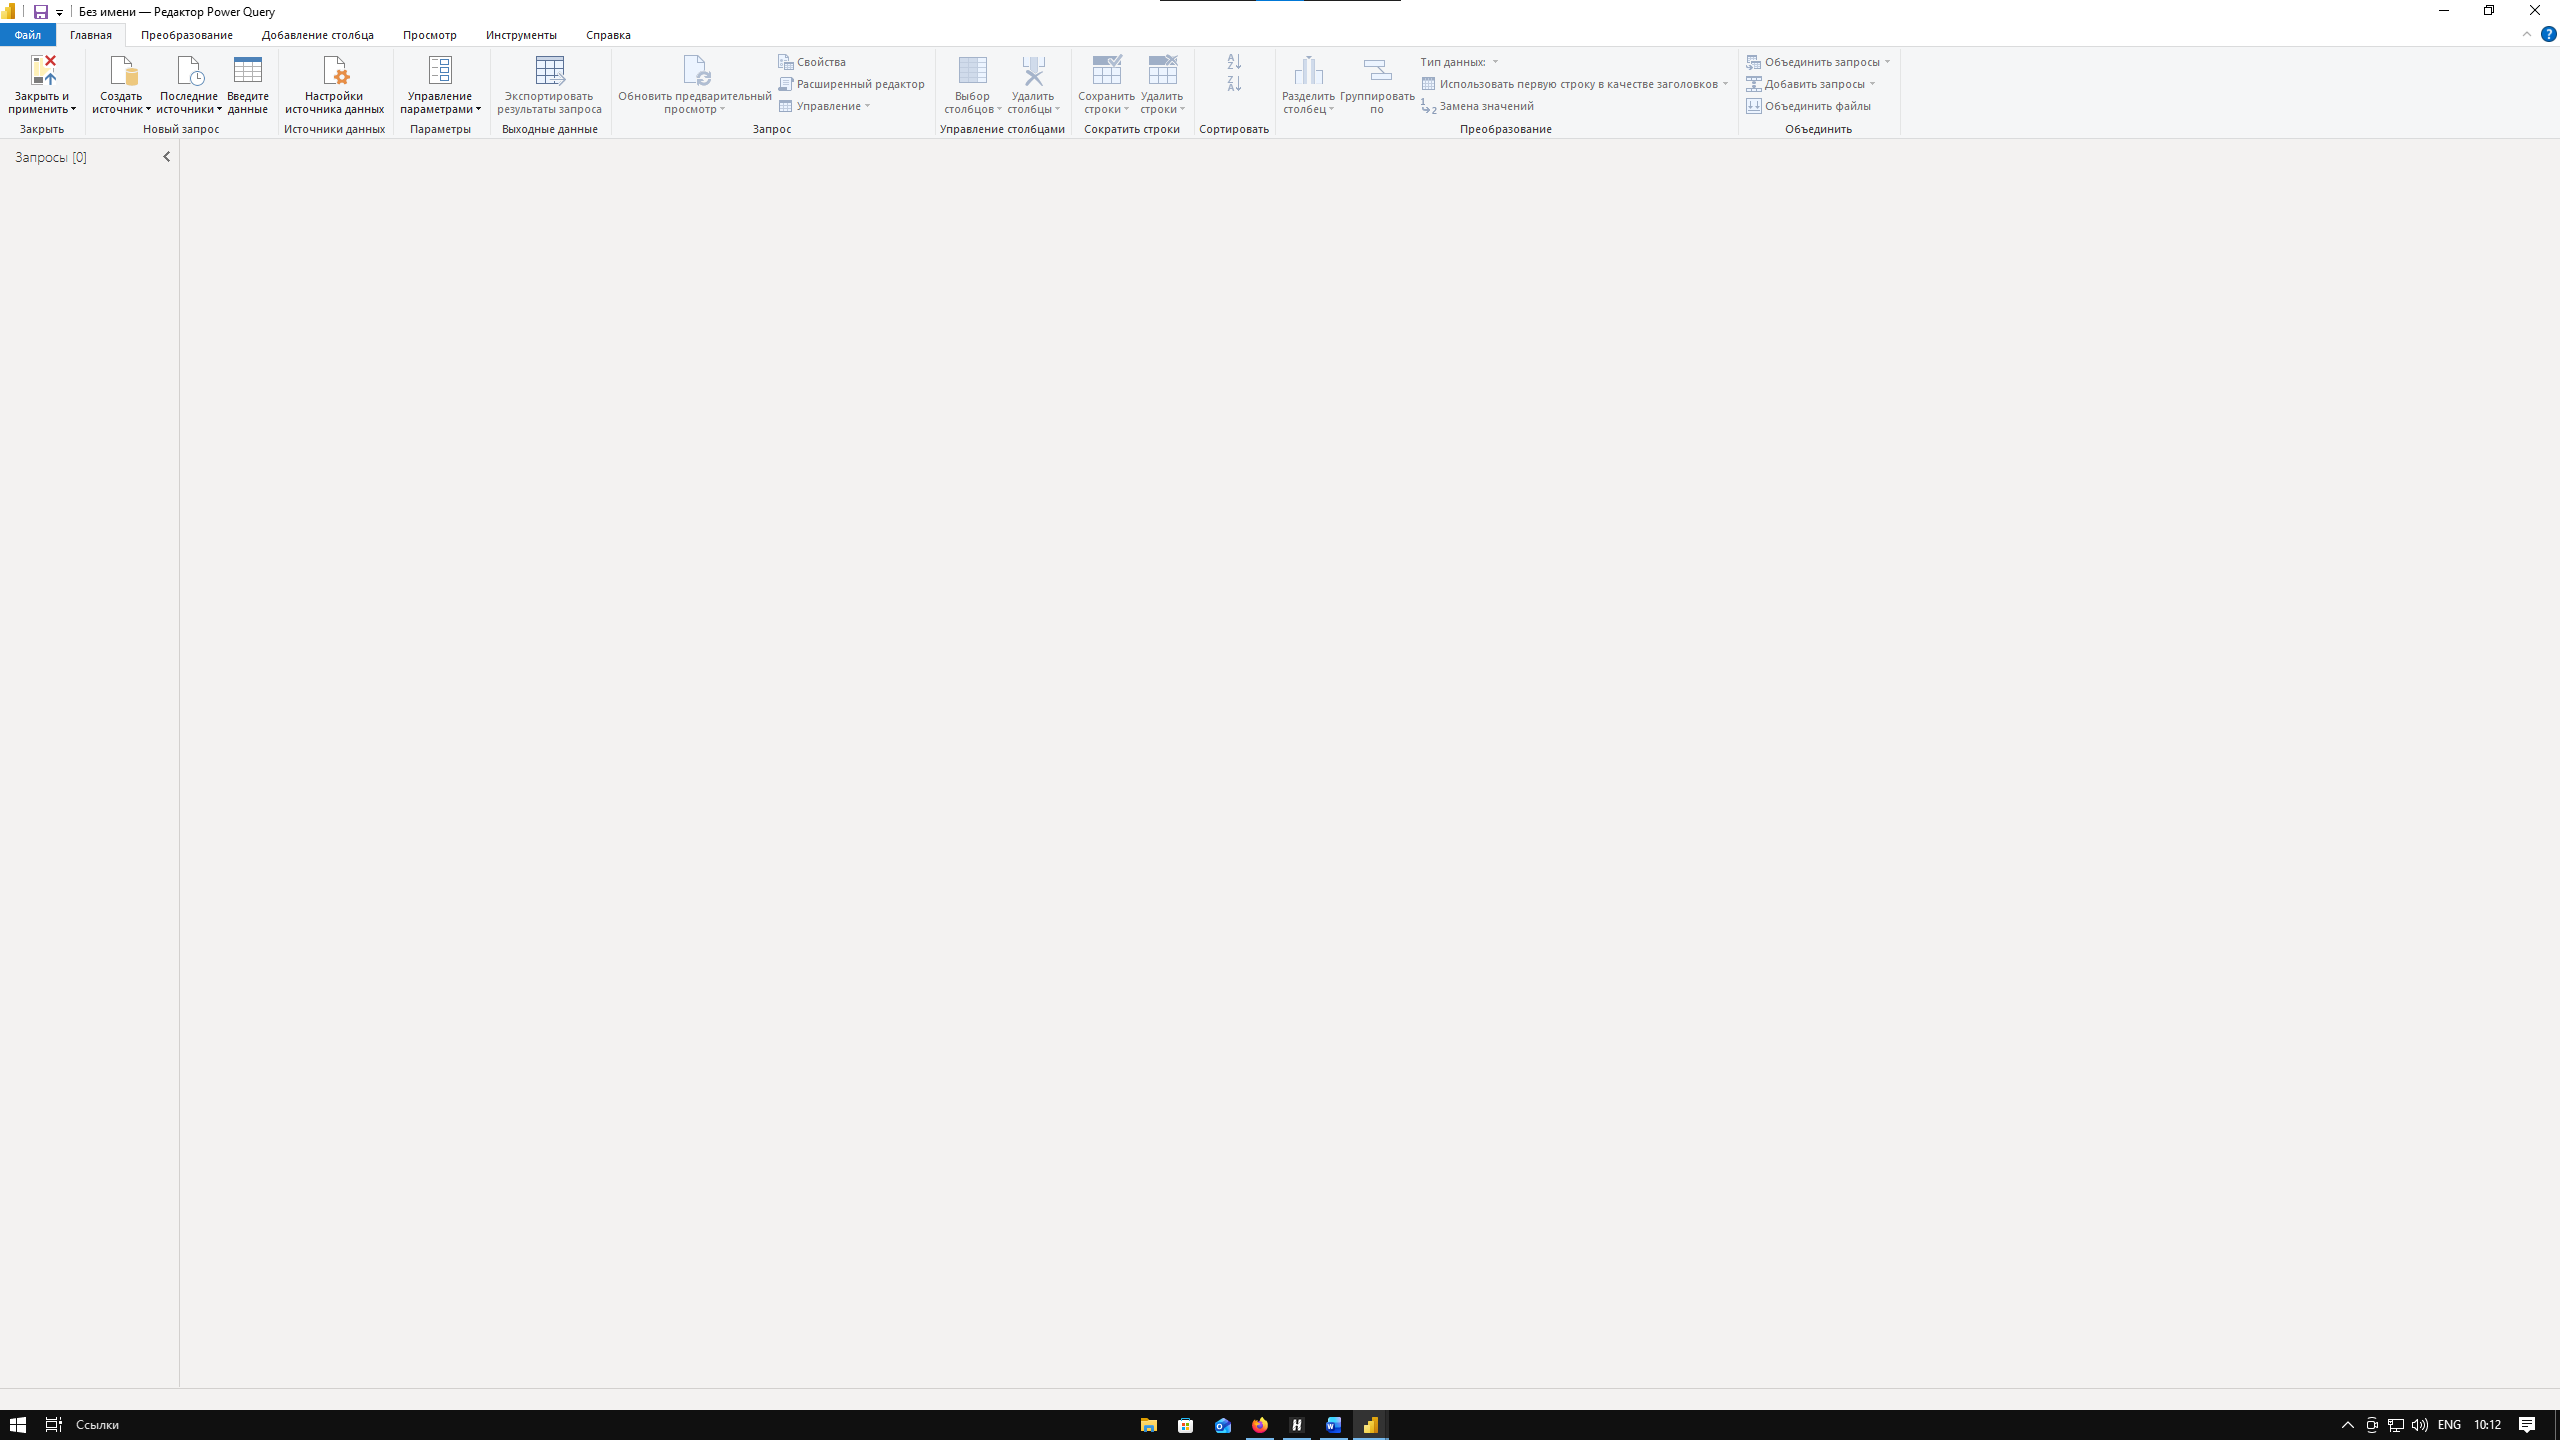 Без имени — Редактор Power Query
Файл Главная Преобразование Добавление столбца Просмотр Инструменты Справка
?
Закрыть и
применить
Закрыть
Создать
источник
Последние
источники
Введите
данные
Новый запрос
Настройки
источника данных
Источники данных
Управление
параметрами
Параметры
Экспортировать
результаты запроса
Выходные данные
Обновить предварительный
просмотр
Свойства
Расширенный редактор
Управление
Запрос
Выбор
столбцов
Удалить
столбцы
Управление столбцами
Сохранить
строки
Удалить
строки
Сократить строки
A
Z
Z
A
Сортировать
Разделить
столбец
Группировать
по
Тип данных:
Использовать первую строку в качестве заголовков
1
2
Замена значений
Преобразование
Объединить запросы
Добавить запросы
Объединить файлы
Объединить
Запросы [0]
Ссылки
ENG 10:12